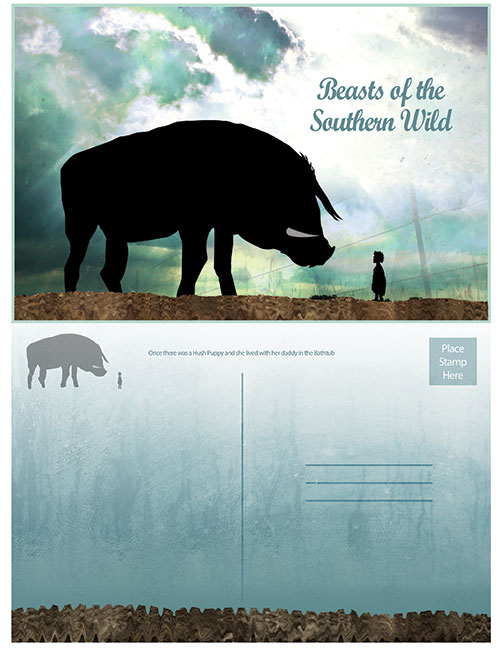 Beasts of the
Southern Wild
Once there was a Hush Puppy and she lived with her daddy in the Bathtub
Place
Stamp
Here